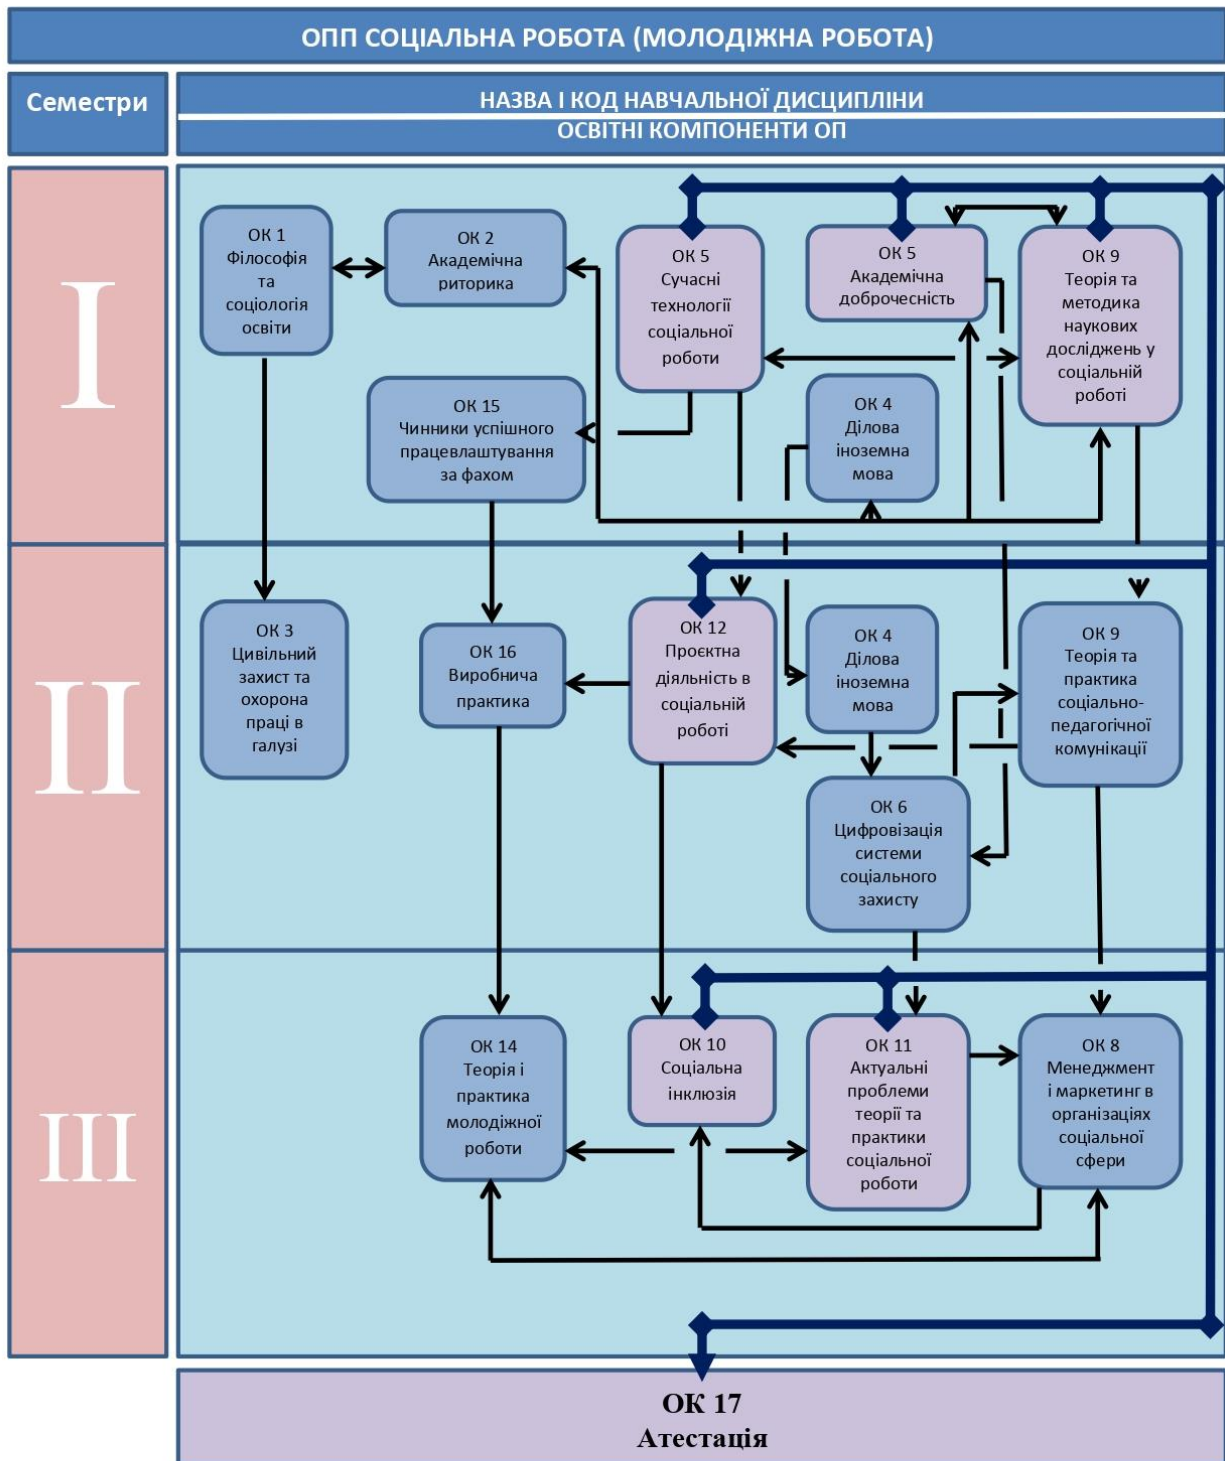 ОПП СОЦІАЛЬНА РОБОТА (МОЛОДІЖНА РОБОТА)
Семестри
НАЗВА І КОД НАВЧАЛЬНОЇ ДИСЦИПЛІНИ
ОСВІТНІ КОМПОНЕНТИ ОП
I
ОК 1
Філософія
та
соціологія
освіти
ОК 2
Академічна
риторика
ОК 5
Сучасні
технології
соціальної
роботи
ОК 5
Академічна
доброчесність
ОК 9
Теорія та
методика
наукових
досліджень у
соціальній
роботі
ОК 15
Чинники успішного
працевлаштування
за фахом
ОК 4
Ділова
іноземна
мова
II
ОК 3
Цивільний
захист та
охорона
праці в
галузі
ОК 16
Виробнича
практика
ОК 12
Проєктна
діяльність в
соціальній
роботі
ОК 4
Ділова
іноземна
мова
ОК 9
Теорія та
практика
соціально-
педагогічної
комунікації
ОК 6
Цифровізація
системи
соціального
захисту
III
ОК 14
Теорія і
практика
молодіжної
роботи
ОК 10
Соціальна
інклюзія
ОК 11
Актуальні
проблеми
теорії та
практики
соціальної
роботи
ОК 8
Менеджмент
і маркетинг в
організаціях
соціальної
сфери
ОК 17
Атестація